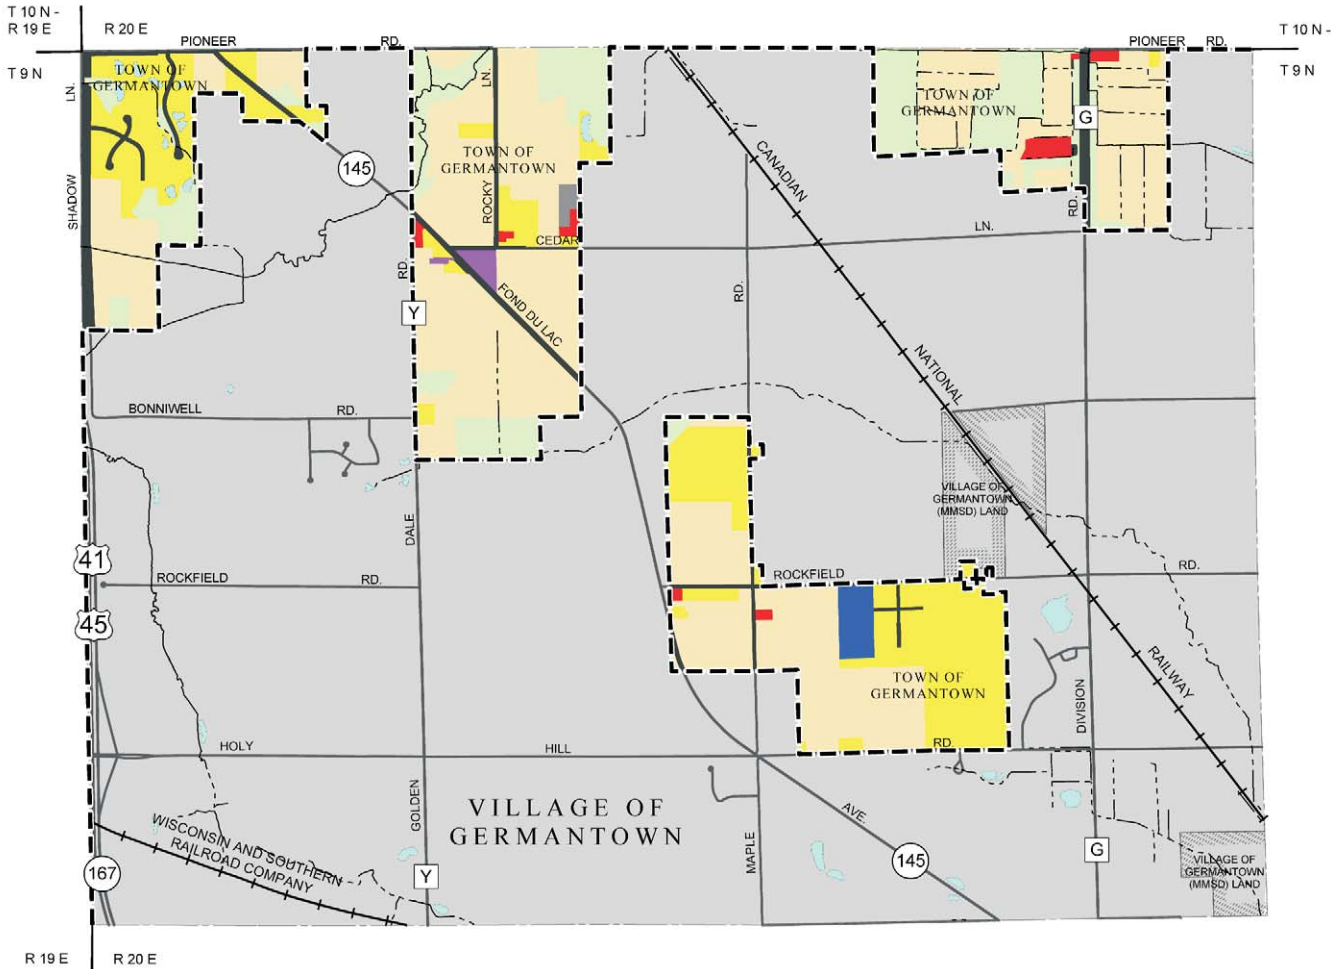 T 10 N -
R 19 E
R 20 E
T 10 N -
R 20 E
PIONEER RD.
PIONEER RD.
T 9 N
T 9 N
LN.
TOWN OF
GERMANTOWN
LN.
TOWN OF
GERMANTOWN
G
145
TOWN OF
GERMANTOWN
CANADIAN
SHADOW
ROCKY
RD.
CEDAR
LN.
RD.
RD.
FOND DU LAC
Y
NATIONAL
BONNIWELL RD.
VILLAGE OF
GERMANTOWN
(MMSD) LAND
DALE
41
ROCKFIELD RD.
ROCKFIELD
RD.
45
RAILWAY
TOWN OF
GERMANTOWN
DIVISION
HOLY
HILL
RD.
GOLDEN
VILLAGE OF
GERMANTOWN
AVE.
MAPLE
WISCONSIN AND SOUTHERN
RAILROAD COMPANY
G
145
167
Y
VILLAGE OF
GERMANTOWN
(MMSD) LAND
R 19 E
R 20 E